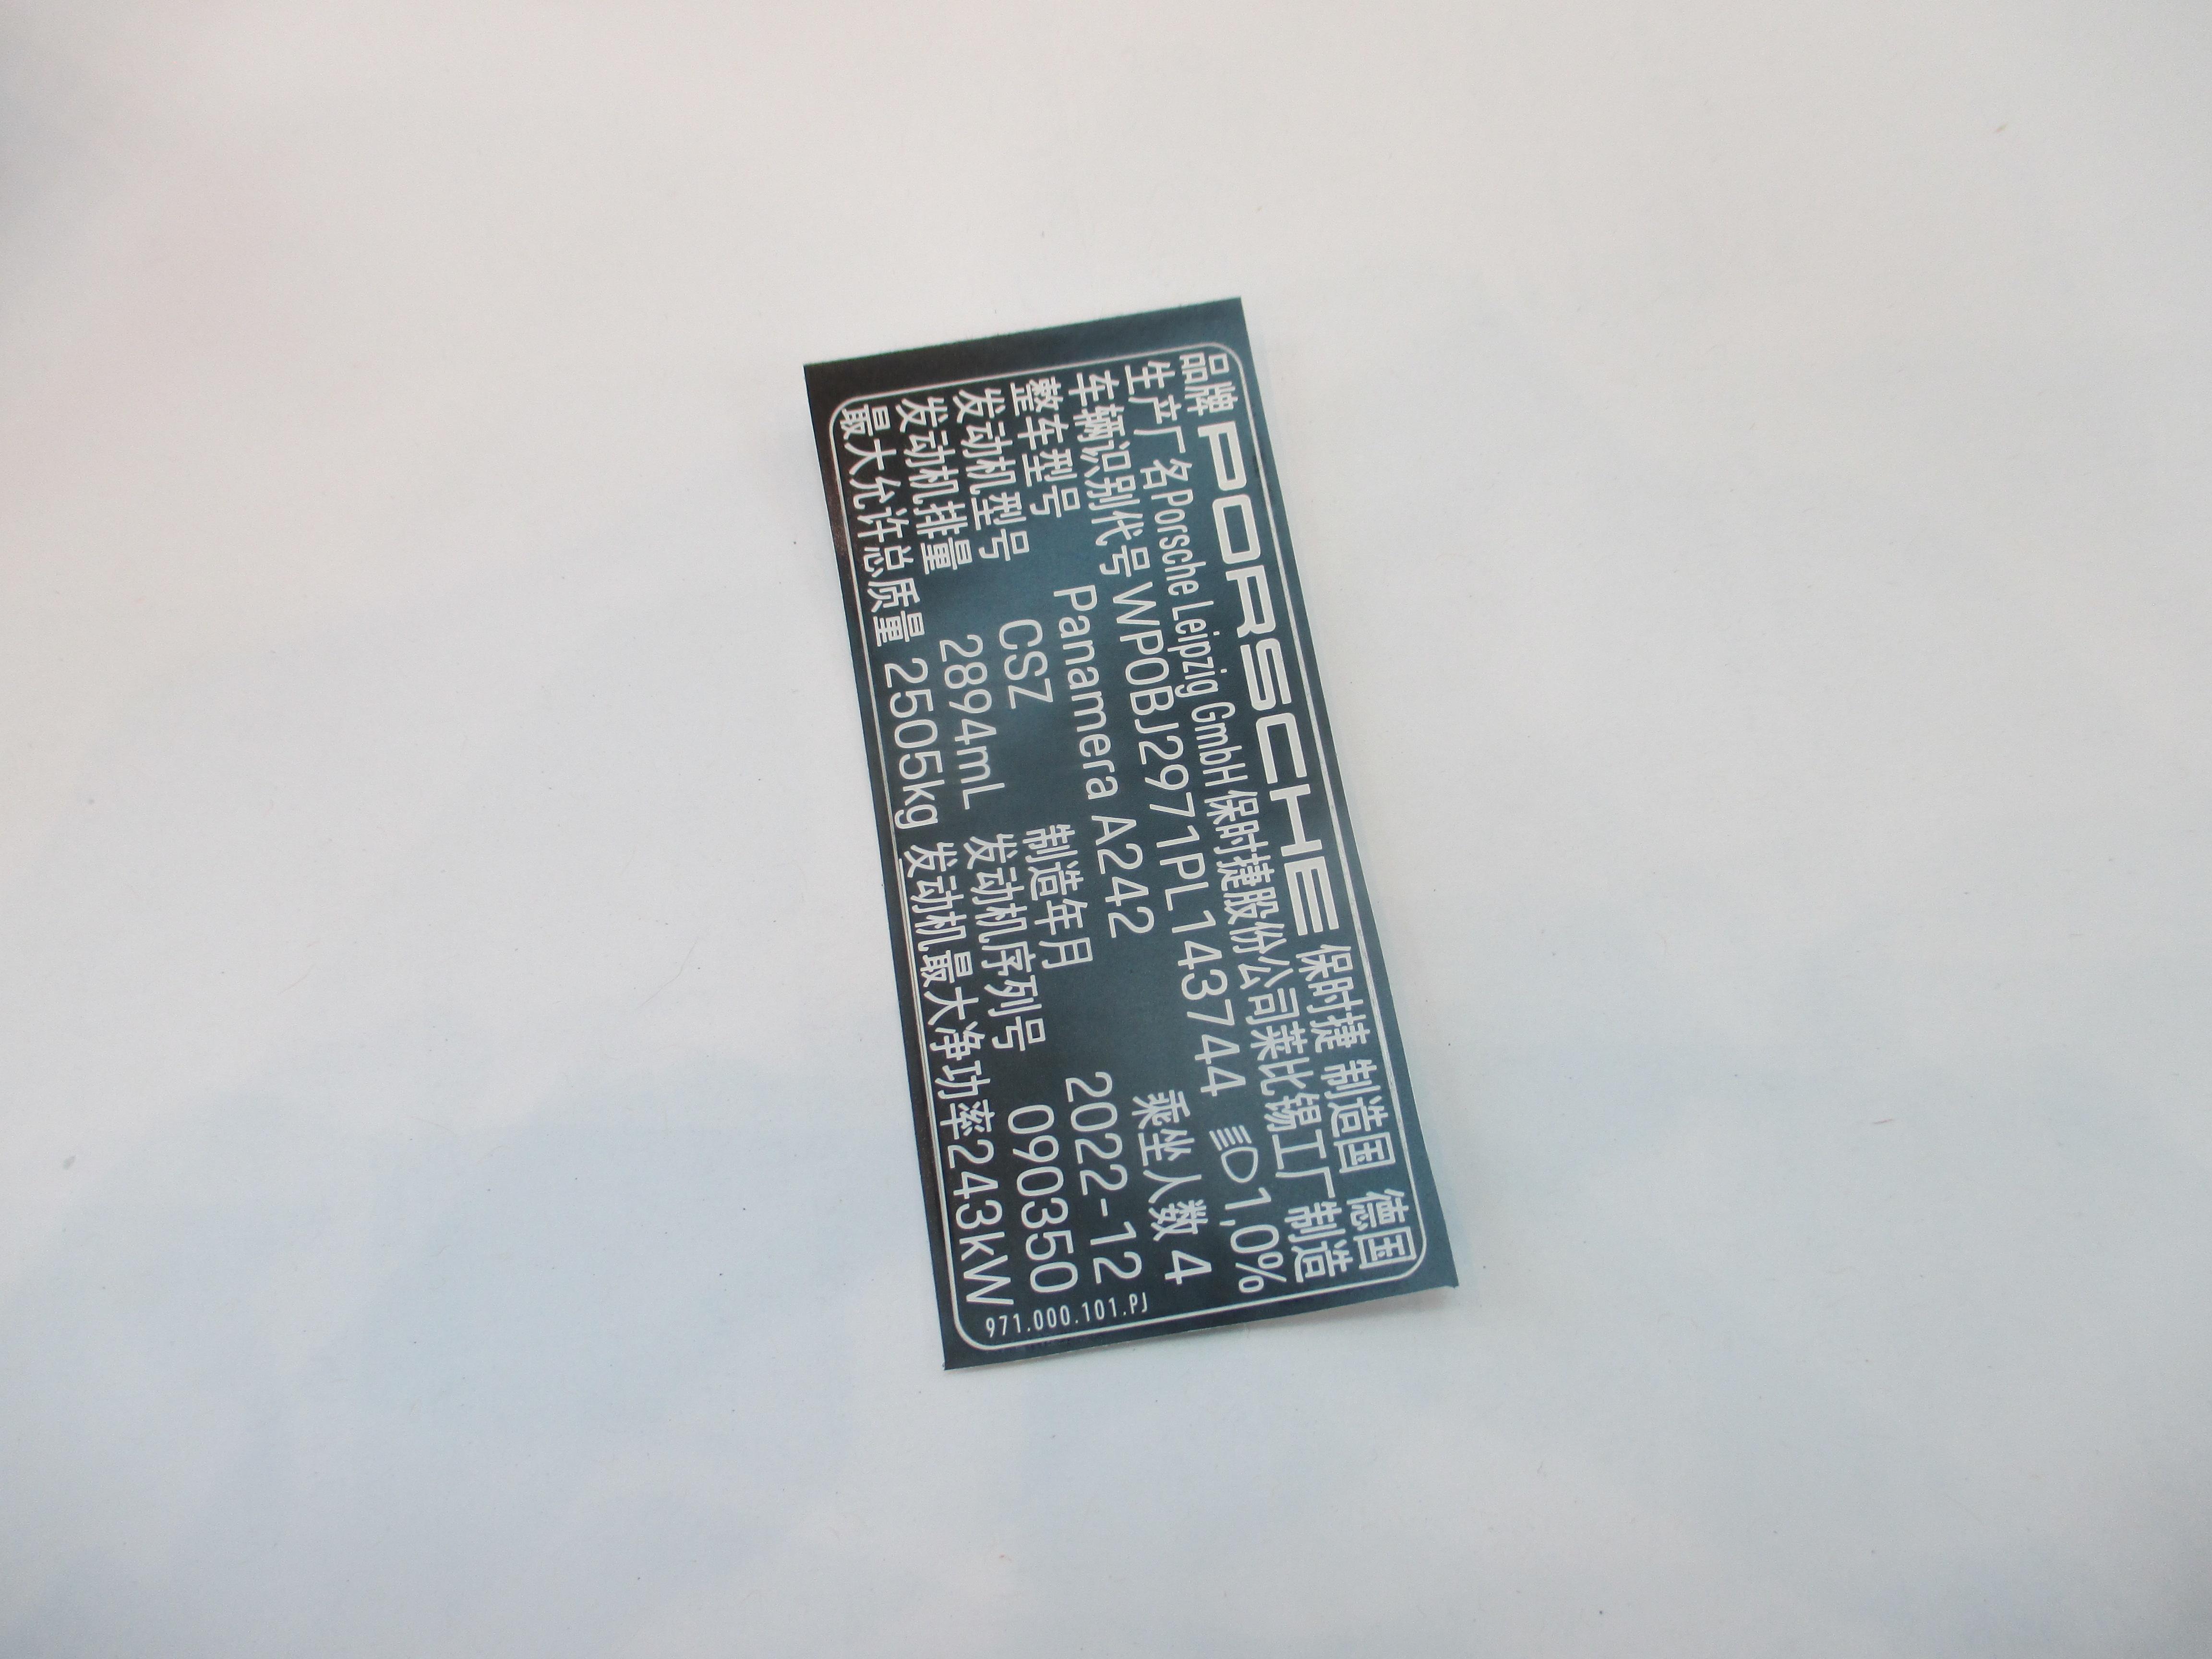 品牌 PORSCHE 保时捷 制造国 德国
生产厂名 Porsche Leipzig GmbH 保时捷股份公司莱比锡工厂 制造
车辆识别代号 WP0BJ2971PL143744 1,0%
整车型号 Panamera A242 乘坐人数 4
发动机型号 CSZ 制造年月 2022-12
发动机排量 2894mL 发动机序列号 090350
最大允许总质量 2505kg 发动机最大净功率 243kW
971.000.101.PJ